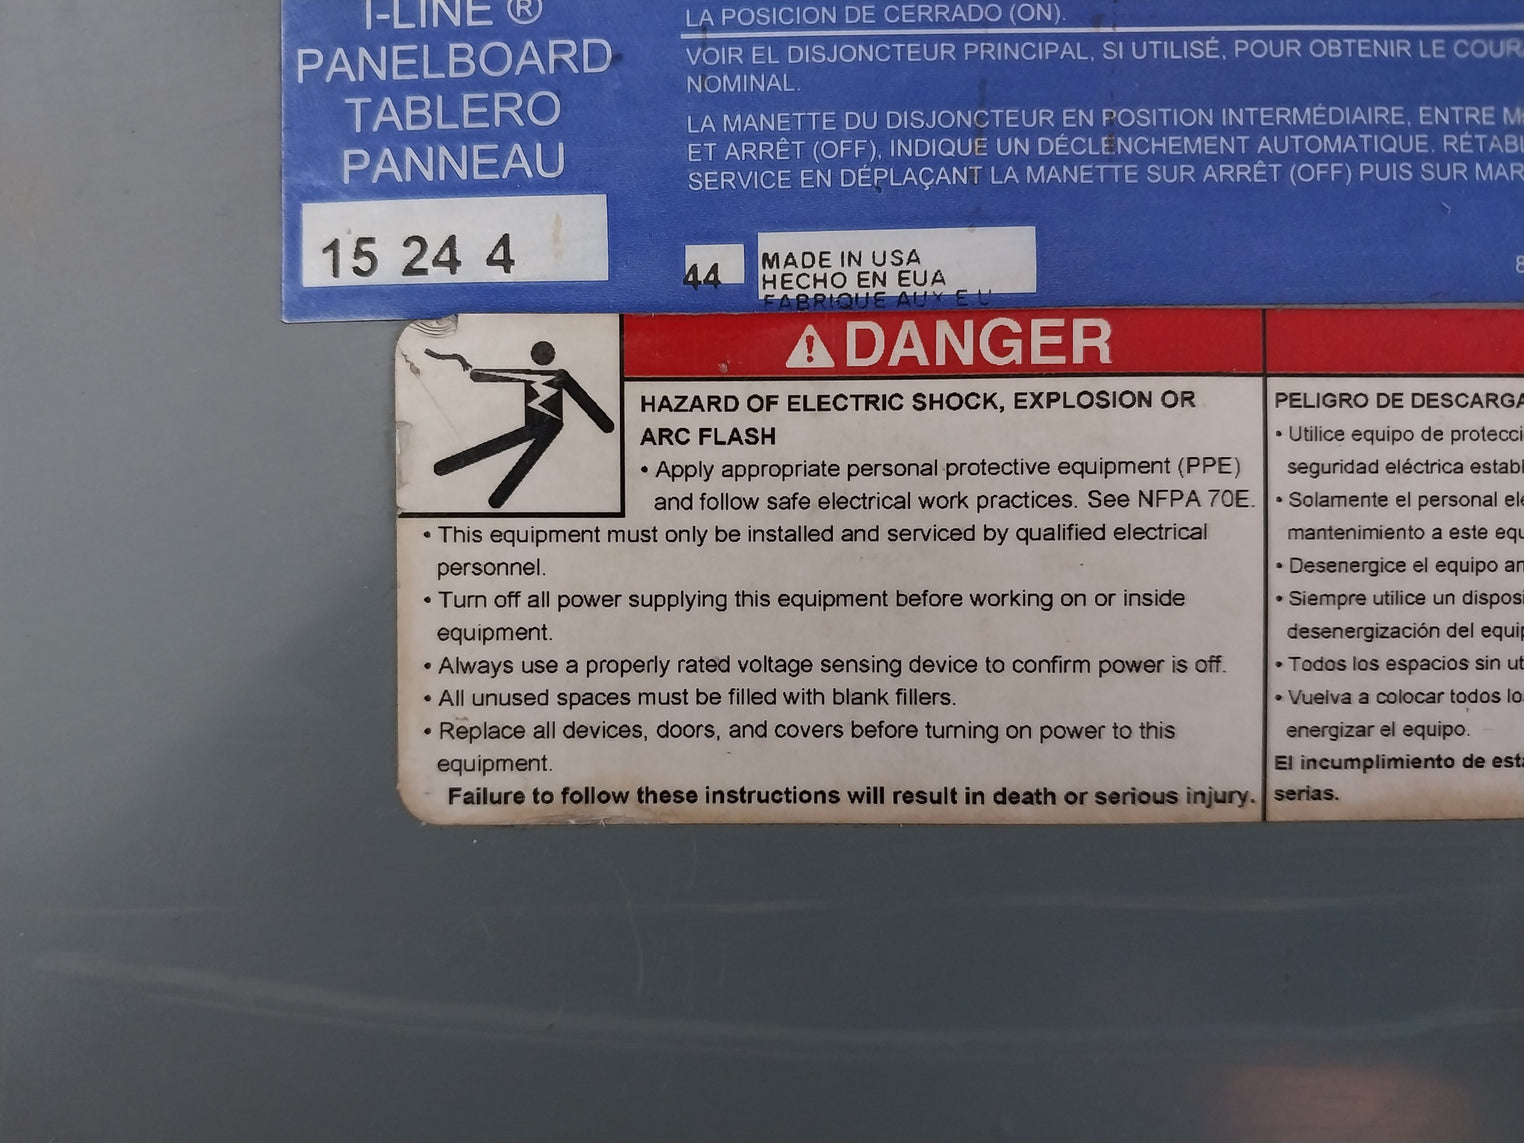 I-LINE ®
PANELBOARD
TABLERO
PANNEAU
15 24 4
LA POSICION DE CERRADO (ON).
VOIR EL DISJONCTEUR PRINCIPAL, SI UTILISÉ, POUR OBTENIR LE
NOMINAL.
LA MANETTE DU DISJONCTEUR EN POSITION INTERMÉDIAIRE, ENTRE
ET ARRÊT (OFF), INDIQUE UN DÉCLENCHEMENT AUTOMATIQUE.
SERVICE EN DÉPLAÇANT LA MANETTE SUR ARRÊT (OFF) PUIS SUR
44
MADE IN USA
HECHO EN EUA
FABRIQUE AUX E U
DANGER
HAZARD OF ELECTRIC SHOCK, EXPLOSION OR
ARC FLASH
• Apply appropriate personal protective equipment (PPE)
and follow safe electrical work practices. See NFPA 70E.
• This equipment must only be installed and serviced by qualified electrical
personnel.
• Turn off all power supplying this equipment before working on or inside
equipment.
• Always use a properly rated voltage sensing device to confirm power is off.
• All unused spaces must be filled with blank fillers.
• Replace all devices, doors, and covers before turning on power to this
equipment.
Failure to follow these instructions will result in death or serious injury.
PELIGRO DE DESCARGA
• Utilice equipo de
seguridad eléctrica
• Solamente el personal
mantenimiento a este
• Desenergice el equipo
• Siempre utilice un
desenergización del
• Todos los espacios sin
• Vuelva a colocar todos
energizar el equipo.
El incumplimiento de
serias.